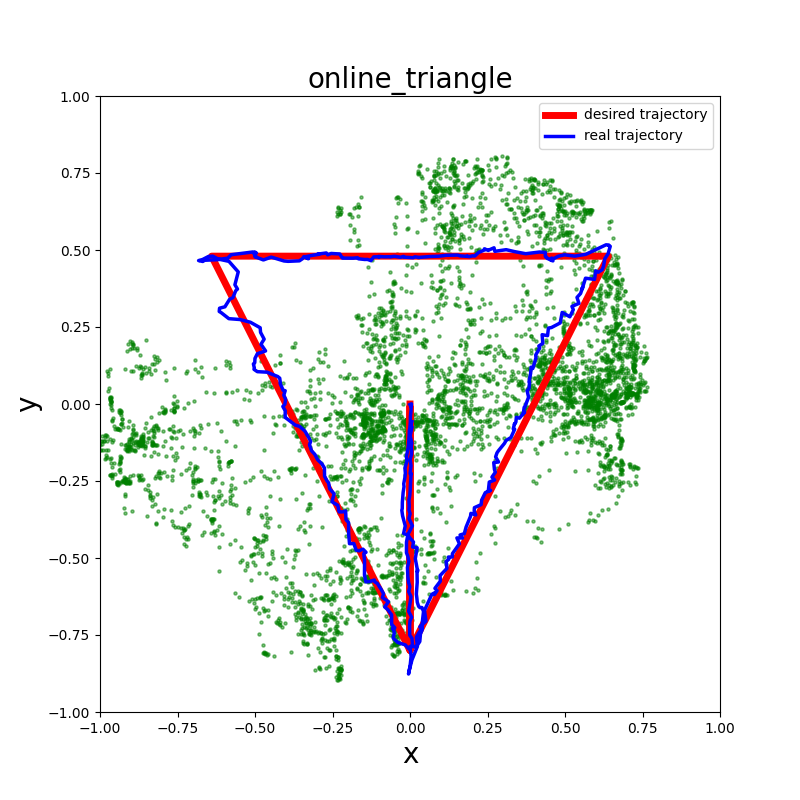 online_triangle
desired trajectory
real trajectory
1.00
0.75
0.50
0.25
0.00
−0.25
−0.50
−0.75
−1.00
y
−1.00 −0.75 −0.50 −0.25 0.00 0.25 0.50 0.75 1.00
x